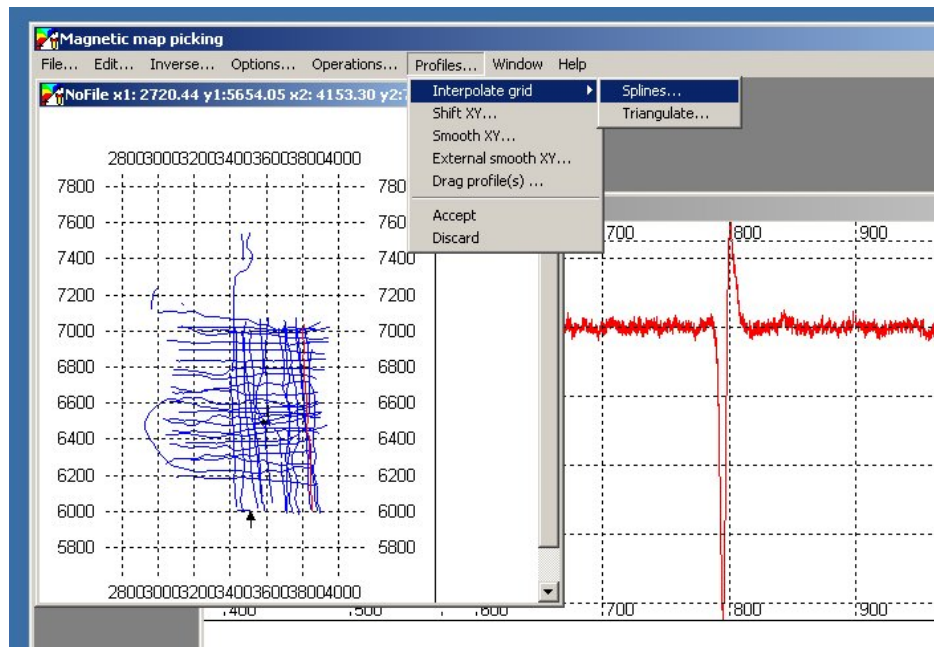 Magnetic map picking
File... Edit... Inverse... Options... Operations... Profiles... Window Help
NoFile x1: 2720.44 y1:5654.05 x2: 4153.30 y2:
Interpolate grid
Splines...
Shift XY...
Triangulate...
Smooth XY...
External smooth XY...
Drag profile(s) ...
Accept
Discard
2800300032003400360038004000
7800 780
7600 7600
7400 7400
7200 7200
7000 7000
6800 6800
6600 6600
6400 6400
6200 6200
6000 6000
5800 5800
2800300032003400360038004000
700 800 900
400 500 600 700 800 900